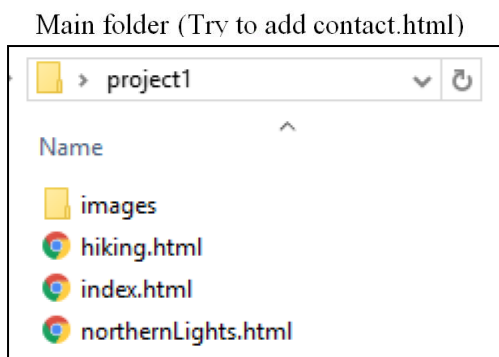 Main folder (Try to add contact.html)
project1
Name
images
hiking.html
index.html
northernLights.html